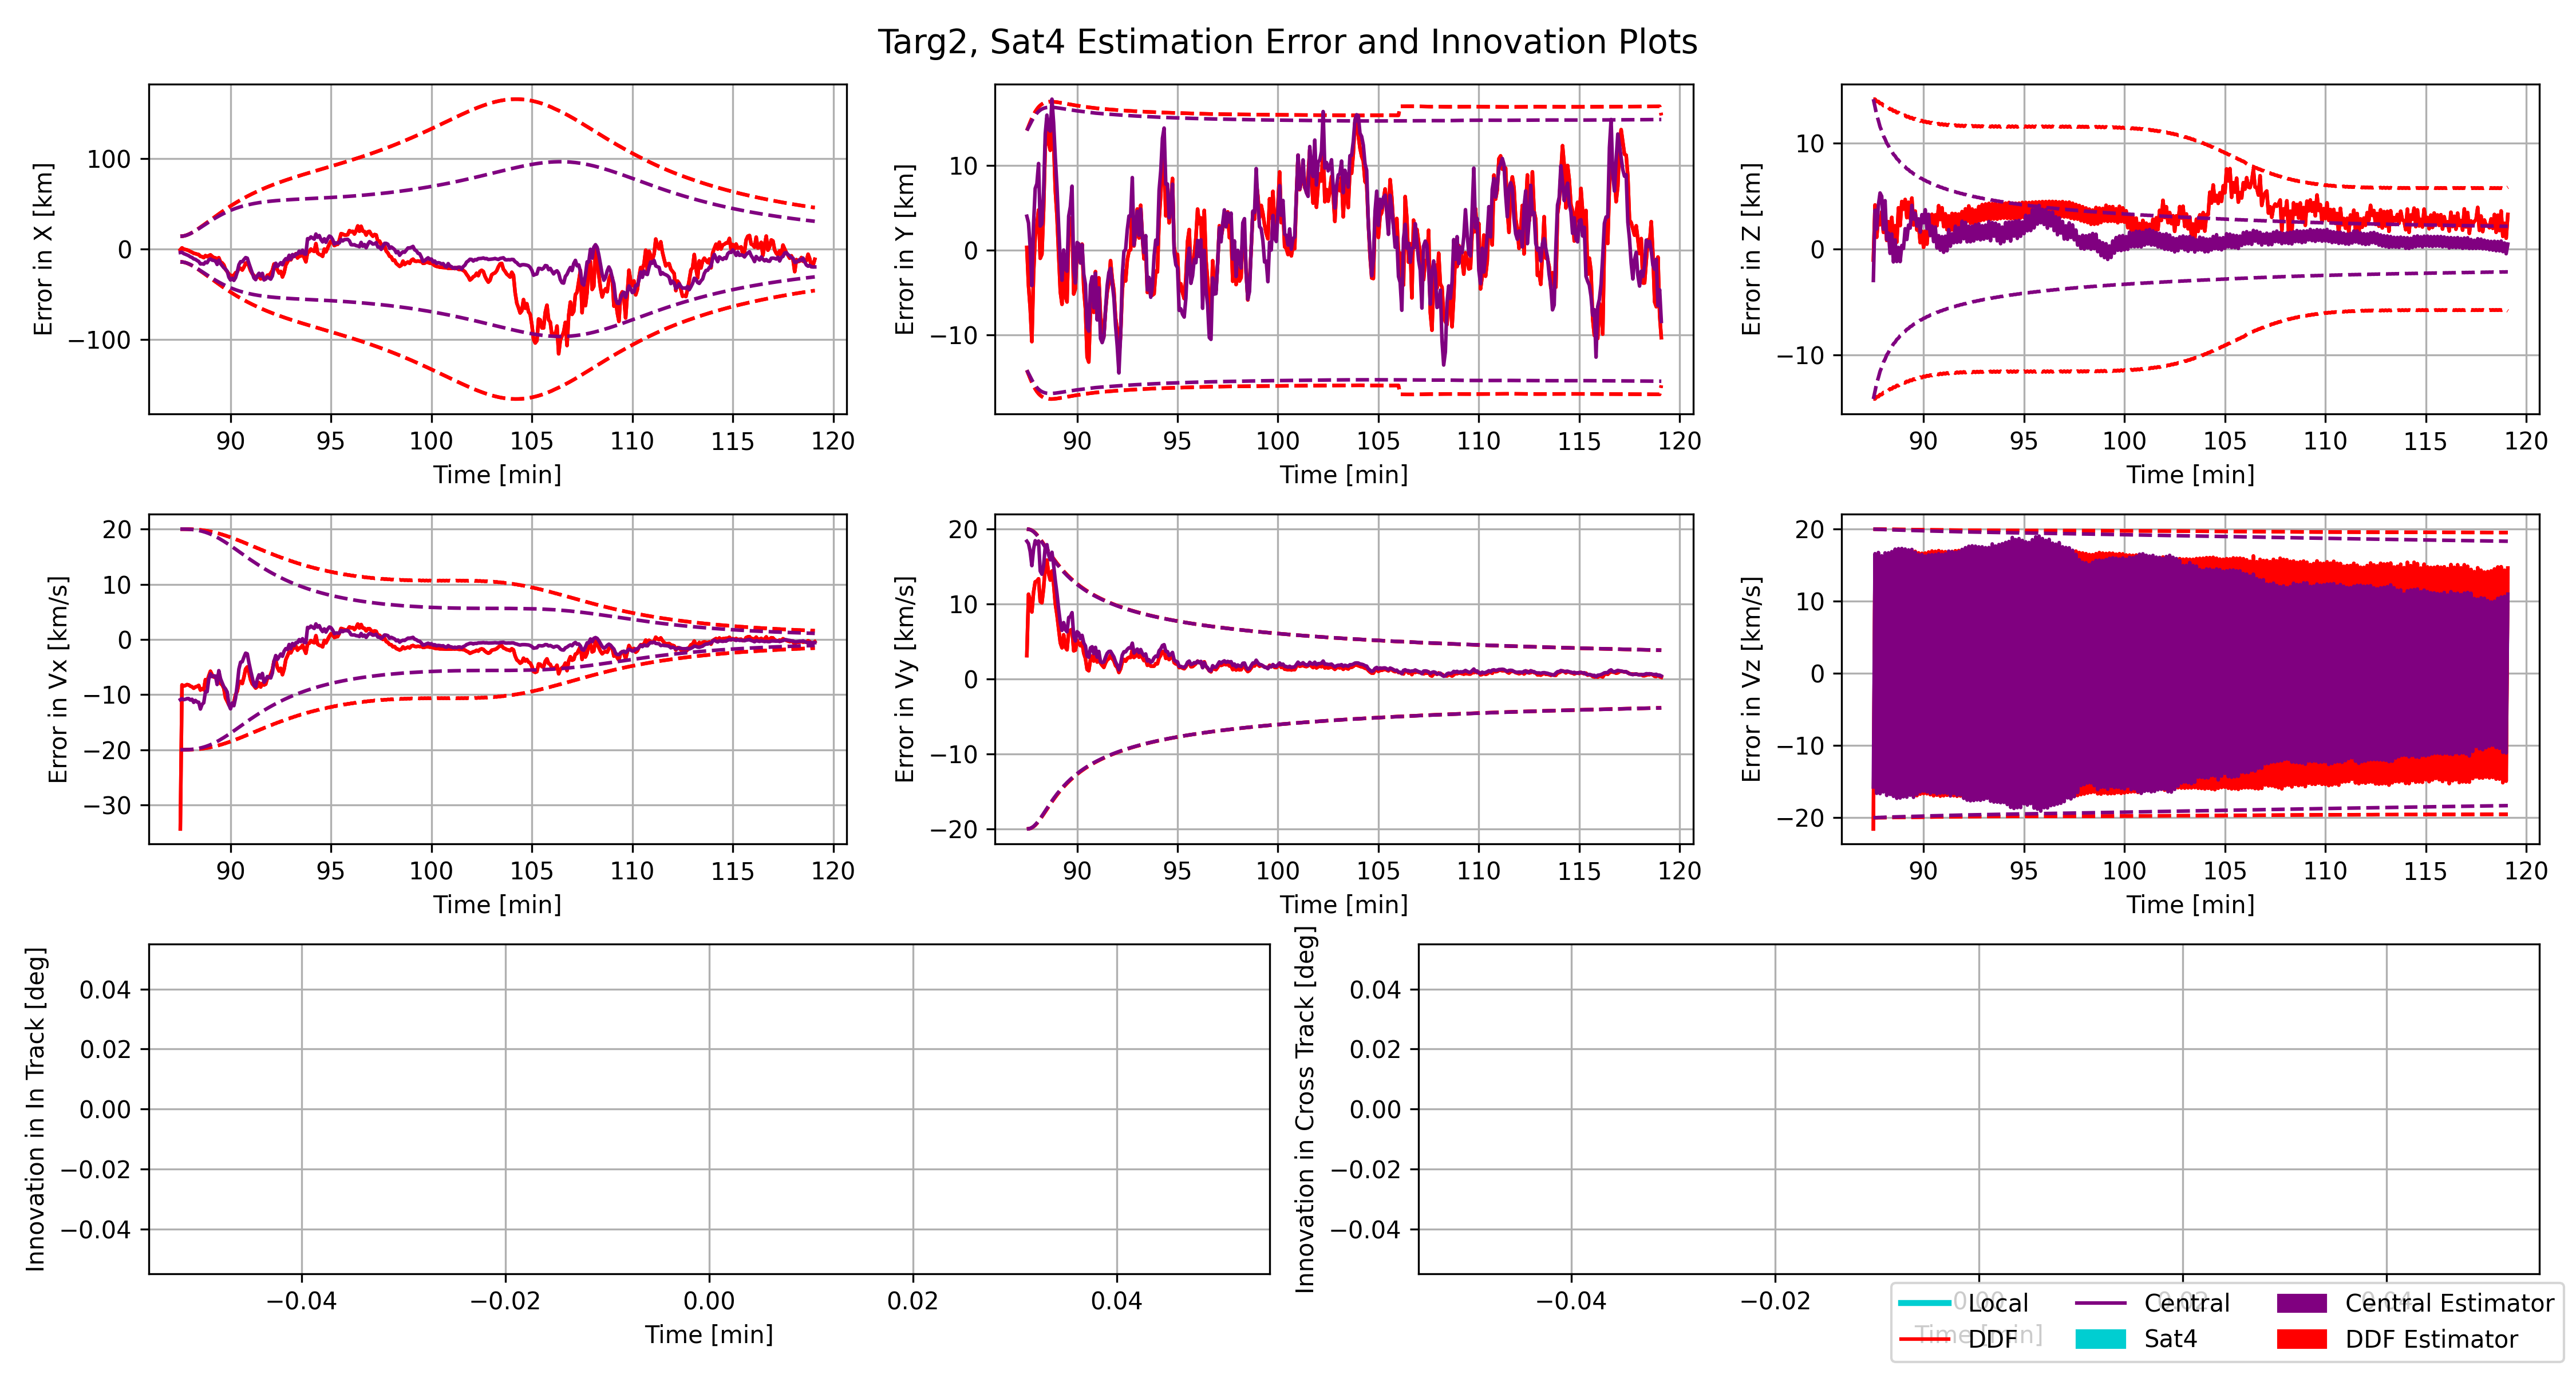 Targ2, Sat4 Estimation Error and Innovation Plots
Error in X [km]
100
0
−100
90 95 100 105 110 115 120
Time [min]
Error in Y [km]
10
0
−10
90 95 100 105 110 115 120
Time [min]
Error in Z [km]
10
0
−10
90 95 100 105 110 115 120
Time [min]
Error in Vx [km/s]
20
10
0
−10
−20
−30
90 95 100 105 110 115 120
Time [min]
Error in Vy [km/s]
20
10
0
−10
−20
90 95 100 105 110 115 120
Time [min]
Error in Vz [km/s]
20
10
0
−10
−20
90 95 100 105 110 115 120
Time [min]
Innovation in In Track [deg]
0.04
0.02
0.00
−0.02
−0.04
−0.04 −0.02 0.00 0.02 0.04
Time [min]
Innovation in Cross Track [deg]
0.04
0.02
0.00
−0.02
−0.04
−0.04 −0.02 0.00 0.02 0.04
Time [min]
Local Central Central Estimator
DDF Sat4 DDF Estimator